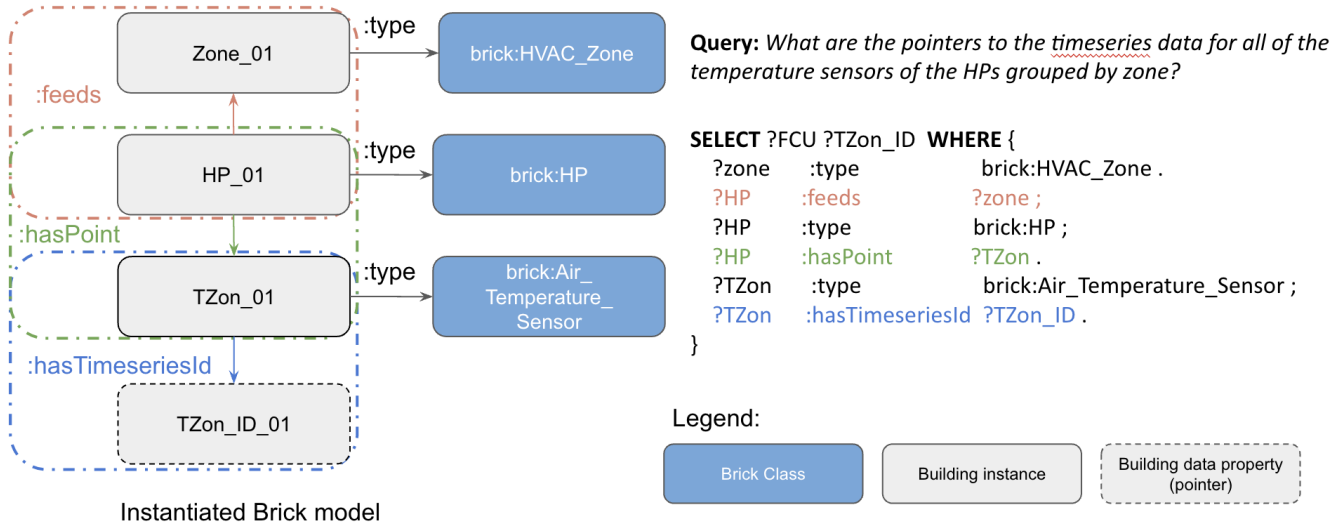 :type
Zone_01
brick:HVAC_Zone
:feeds
:type
HP_01
brick:HP
:hasPoint
:type
TZon_01
brick:Air_
Temperature_
Sensor
:hasTimeseriesId
TZon_ID_01
Instantiated Brick model
Query: What are the pointers to the timeseries data for all of the
temperature sensors of the HPs grouped by zone?
SELECT ?FCU ?TZon_ID WHERE {
?zone :type brick:HVAC_Zone .
?HP :feeds ?zone ;
?HP :type brick:HP ;
?HP :hasPoint ?TZon .
?TZon :type brick:Air_Temperature_Sensor ;
?TZon :hasTimeseriesId ?TZon_ID .
}
Legend:
Brick Class
Building instance
Building data property
(pointer)